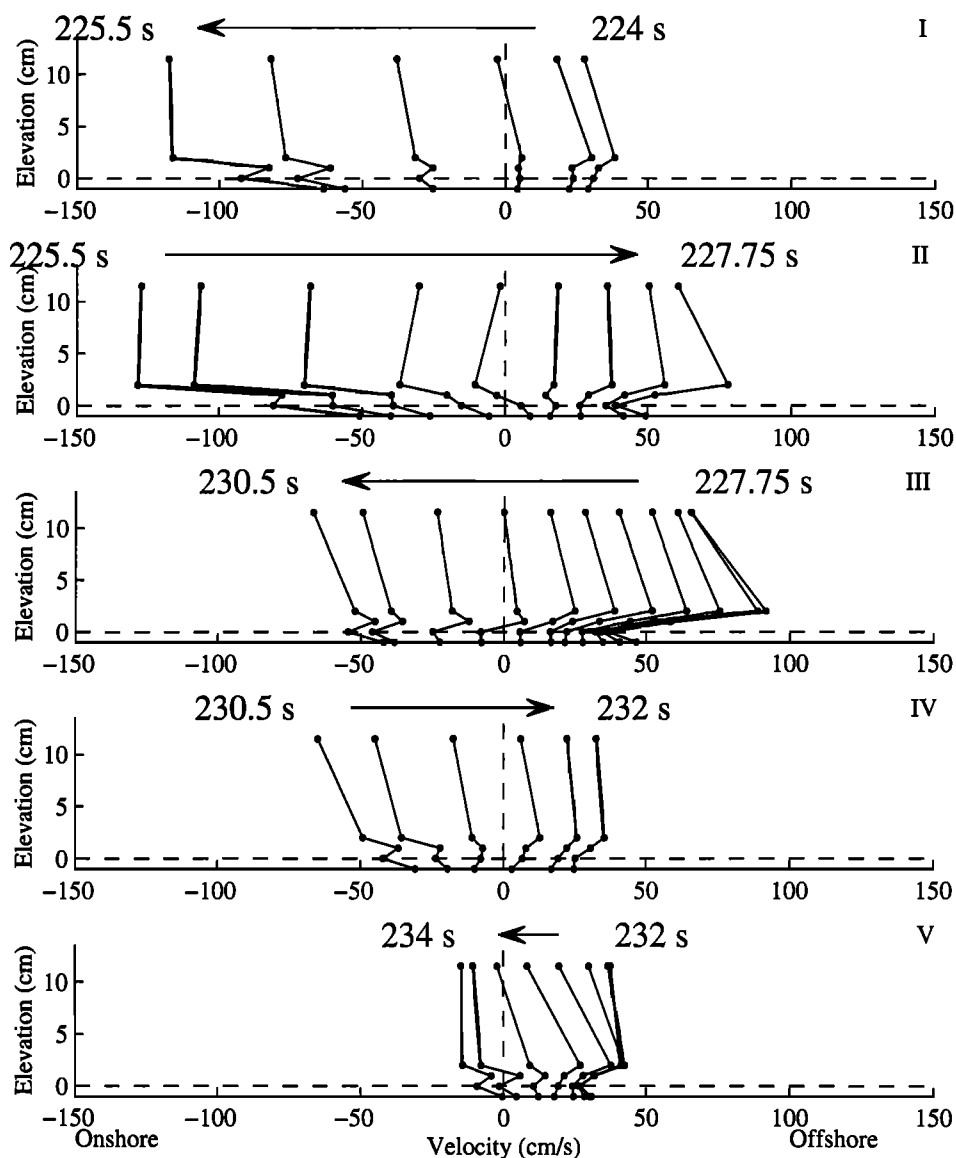 225.5 s 224 s I
Elevation (cm)
10
5
0
−150 −100 −50 0 50 100 150
225.5 s 227.75 s II
Elevation (cm)
10
5
0
−150 −100 −50 0 50 100 150
230.5 s 227.75 s III
Elevation (cm)
10
5
0
−150 −100 −50 0 50 100 150
230.5 s 232 s IV
Elevation (cm)
10
5
0
−150 −100 −50 0 50 100 150
234 s 232 s V
Elevation (cm)
10
5
0
−150 −100 −50 0 50 100 150
Onshore Velocity (cm/s) Offshore